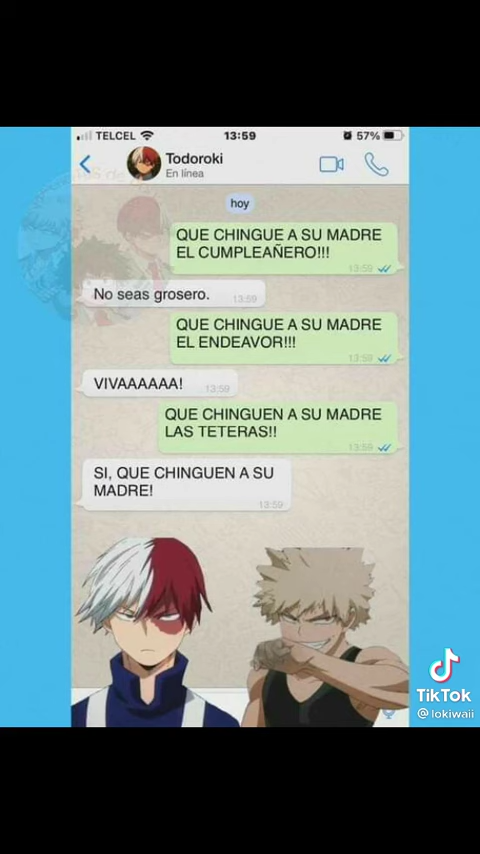 TELCEL 13:59 57%
Todoroki
En línea
hoy
QUE CHINGUE A SU MADRE
EL CUMPLEAÑERO!!!
13:59
No seas grosero.
13:59
QUE CHINGUE A SU MADRE
EL ENDEAVOR!!!
13:59
VIVAAAAAA!
13:59
QUE CHINGUEN A SU MADRE
LAS TETERAS!!
13:59
SI, QUE CHINGUEN A SU
MADRE!
13:59
TikTok
@lokiwaii